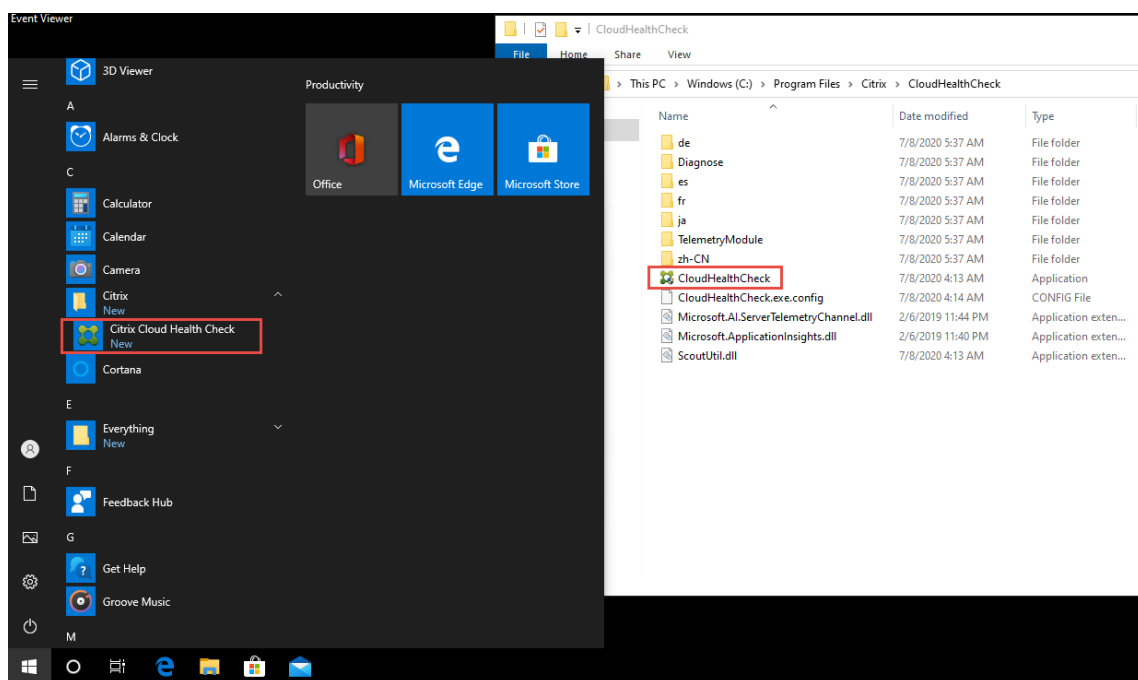 Event Viewer
3D Viewer
A
Alarms & Clock
C
Calculator
Calendar
Camera
Citrix
New
Citrix Cloud Health Check
New
Cortana
E
Everything
New
F
Feedback Hub
G
Get Help
Groove Music
M
Productivity
Office
Microsoft Edge
Microsoft Store
CloudHealthCheck
File Home Share View
> This PC > Windows (C:) > Program Files > Citrix > CloudHealthCheck
Name Date modified Type
de 7/8/2020 5:37 AM File folder
Diagnose 7/8/2020 5:37 AM File folder
es 7/8/2020 5:37 AM File folder
fr 7/8/2020 5:37 AM File folder
ja 7/8/2020 5:37 AM File folder
TelemetryModule 7/8/2020 5:37 AM File folder
zh-CN 7/8/2020 5:37 AM File folder
CloudHealthCheck 7/8/2020 4:13 AM Application
CloudHealthCheck.exe.config 7/8/2020 4:14 AM CONFIG File
Microsoft.AI.ServerTelemetryChannel.dll 2/6/2019 11:44 PM Application exten...
Microsoft.ApplicationInsights.dll 2/6/2019 11:40 PM Application exten...
ScoutUtil.dll 7/8/2020 4:13 AM Application exten...